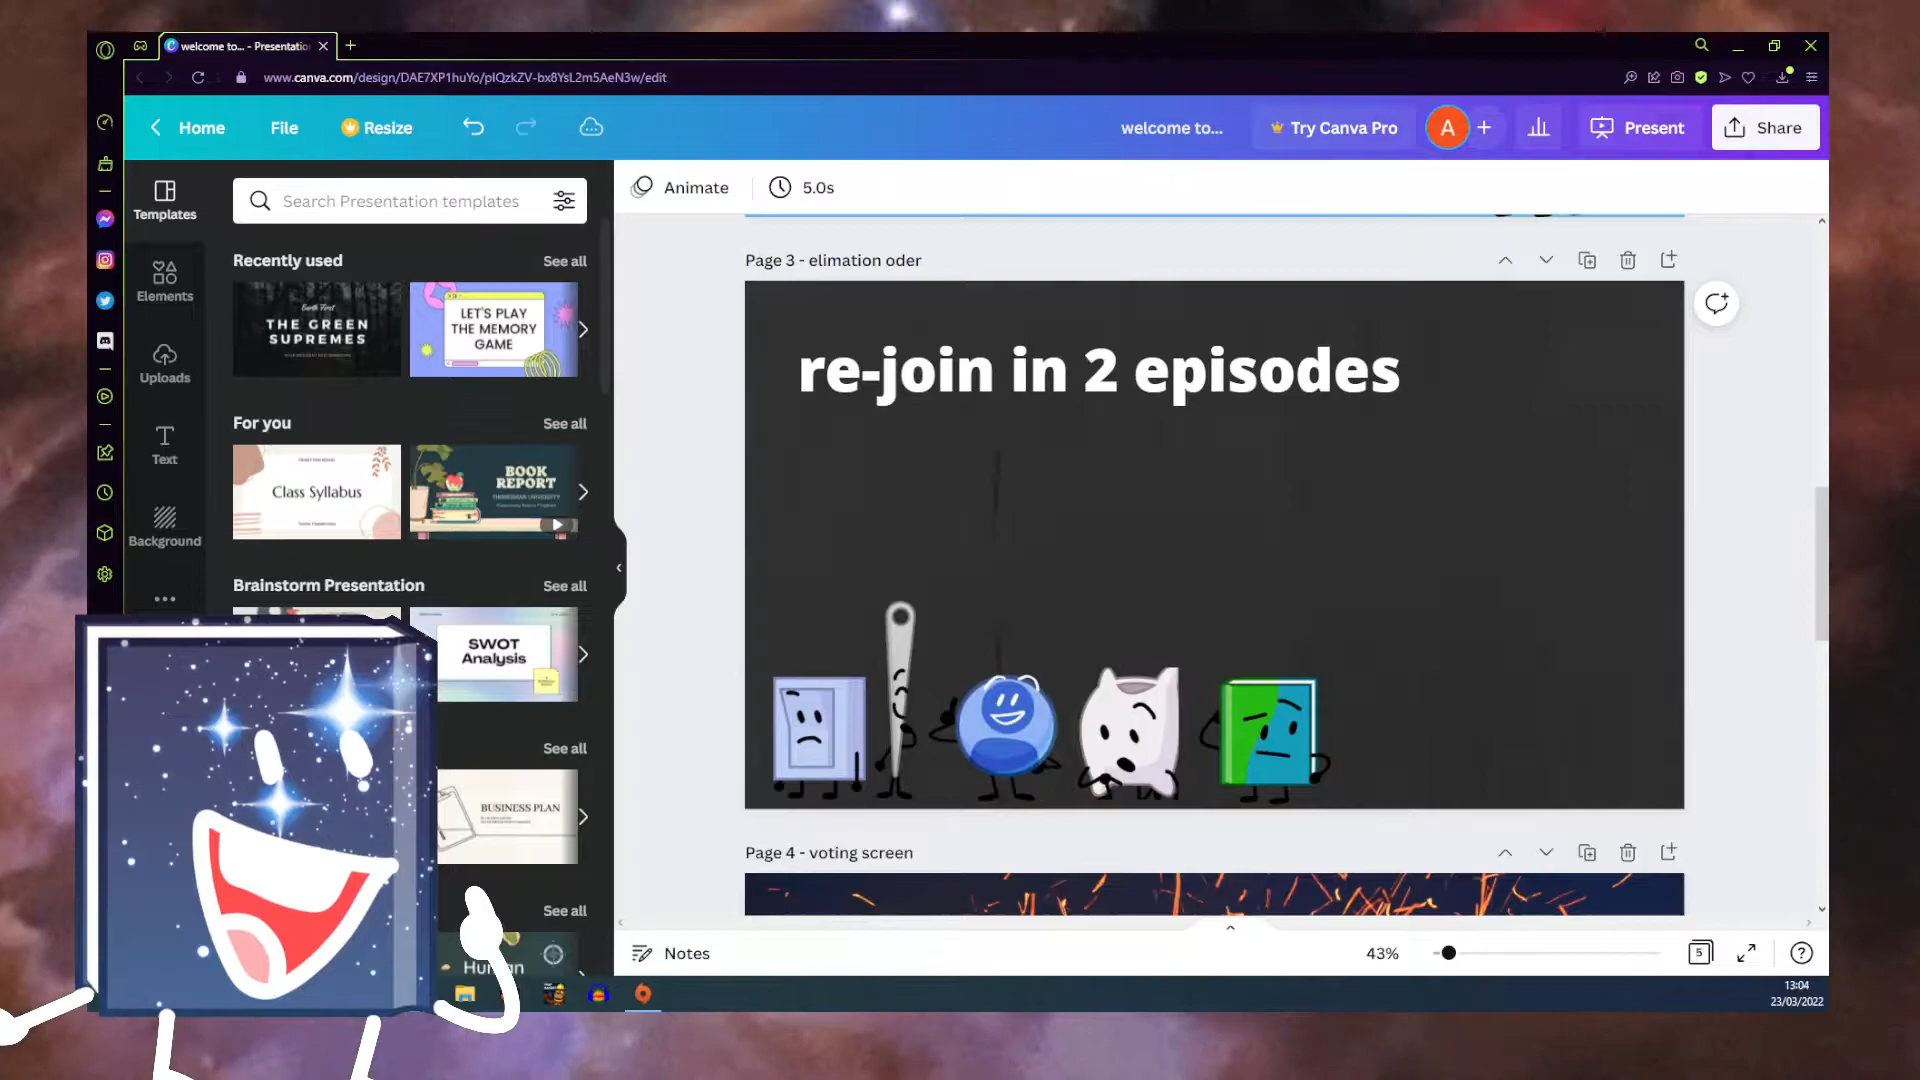 welcome to... - Presentatio
www.canva.com/design/DAE7XP1huYo/pIQzkZV-bx8YsL2m5AeN3w/edit
Home
File
Resize
welcome to...
Try Canva Pro
A
Present
Share
Templates
Elements
Uploads
Text
Background
Search Presentation templates
Recently used
See all
Earth First
THE GREEN
SUPREMES
LET'S PLAY
THE MEMORY
GAME
For you
See all
Class Syllabus
BOOK
REPORT
Brainstorm Presentation
See all
SWOT
Analysis
See all
BUSINESS PLAN
See all
Human
Animate
5.0s
Page 3 - elimation oder
re-join in 2 episodes
Page 4 - voting screen
Notes
43%
5
13:04
23/03/2022